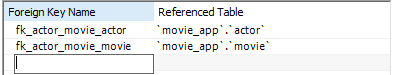 Foreign Key Name Referenced Table
fk_actor_movie_actor `movie_app`.`actor`
fk_actor_movie_movie `movie_app`.`movie`